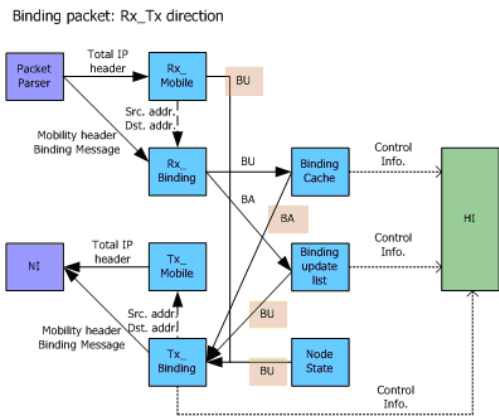 Binding packet: Rx_Tx direction
Packet
Parser
Total IP
header
Rx_
Mobile
BU
Src. addr.
Dst. addr.
Mobility header
Binding Message
Rx_
Binding
BU
BA
Binding
Cache
Control
Info.
HI
BA
NI
Total IP
header
Tx_
Mobile
Binding
update
list
Control
Info.
Src. addr.
Dst. addr.
Mobility header
Binding Message
BU
Tx_
Binding
BU
Node
State
Control
Info.